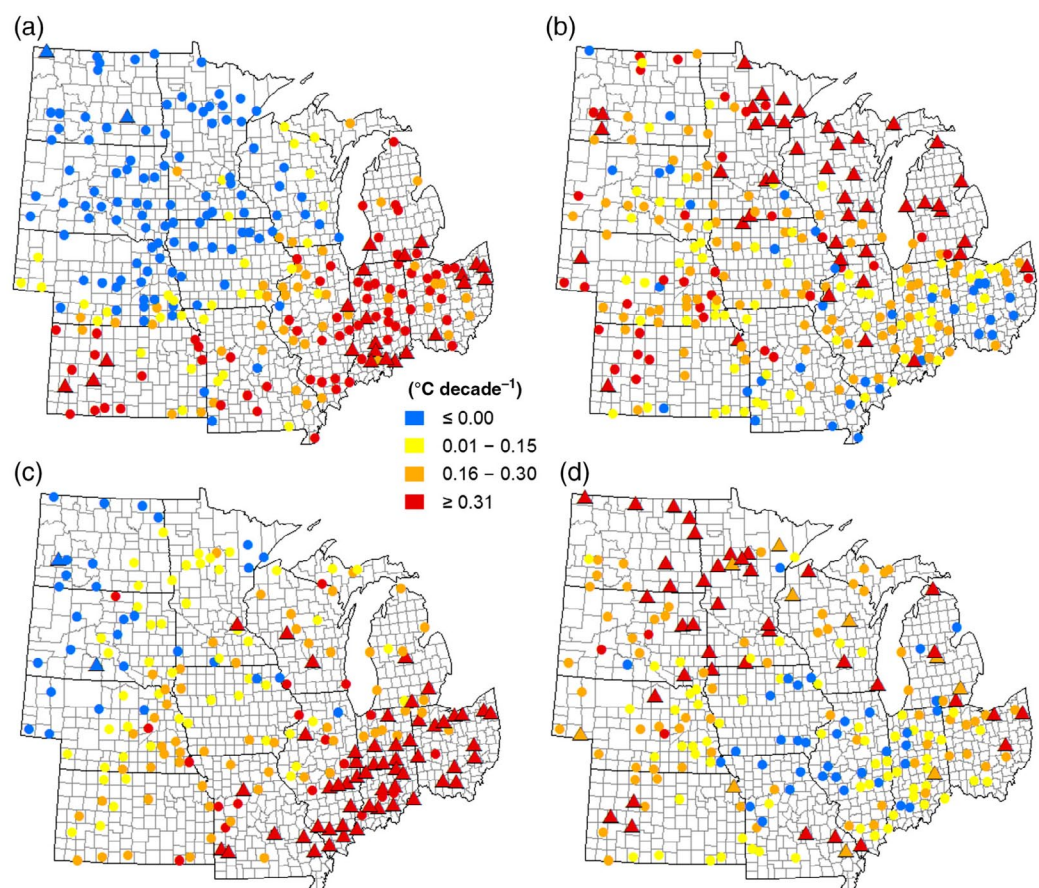 (a)
(b)
(°C decade⁻¹)
≤ 0.00
0.01 – 0.15
0.16 – 0.30
≥ 0.31
(c)
(d)